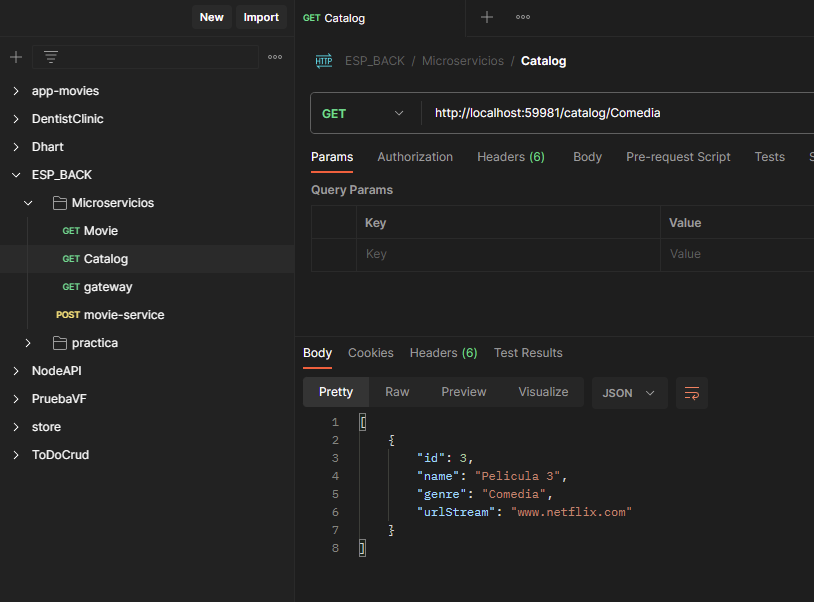 New Import
GET Catalog
ESP_BACK / Microservicios / Catalog
app-movies
DentistClinic
Dhart
ESP_BACK
Microservicios
GET Movie
GET Catalog
GET gateway
POST movie-service
practica
NodeAPI
PruebaVF
store
ToDoCrud
HTTP
GET http://localhost:59981/catalog/Comedia
Params Authorization Headers (6) Body Pre-request Script Tests S
Query Params
Key Value
Key Value
Body Cookies Headers (6) Test Results
Pretty Raw Preview Visualize JSON
1 [
2 {
3 "id": 3,
4 "name": "Pelicula 3",
5 "genre": "Comedia",
6 "urlStream": "www.netflix.com"
7 }
8 ]